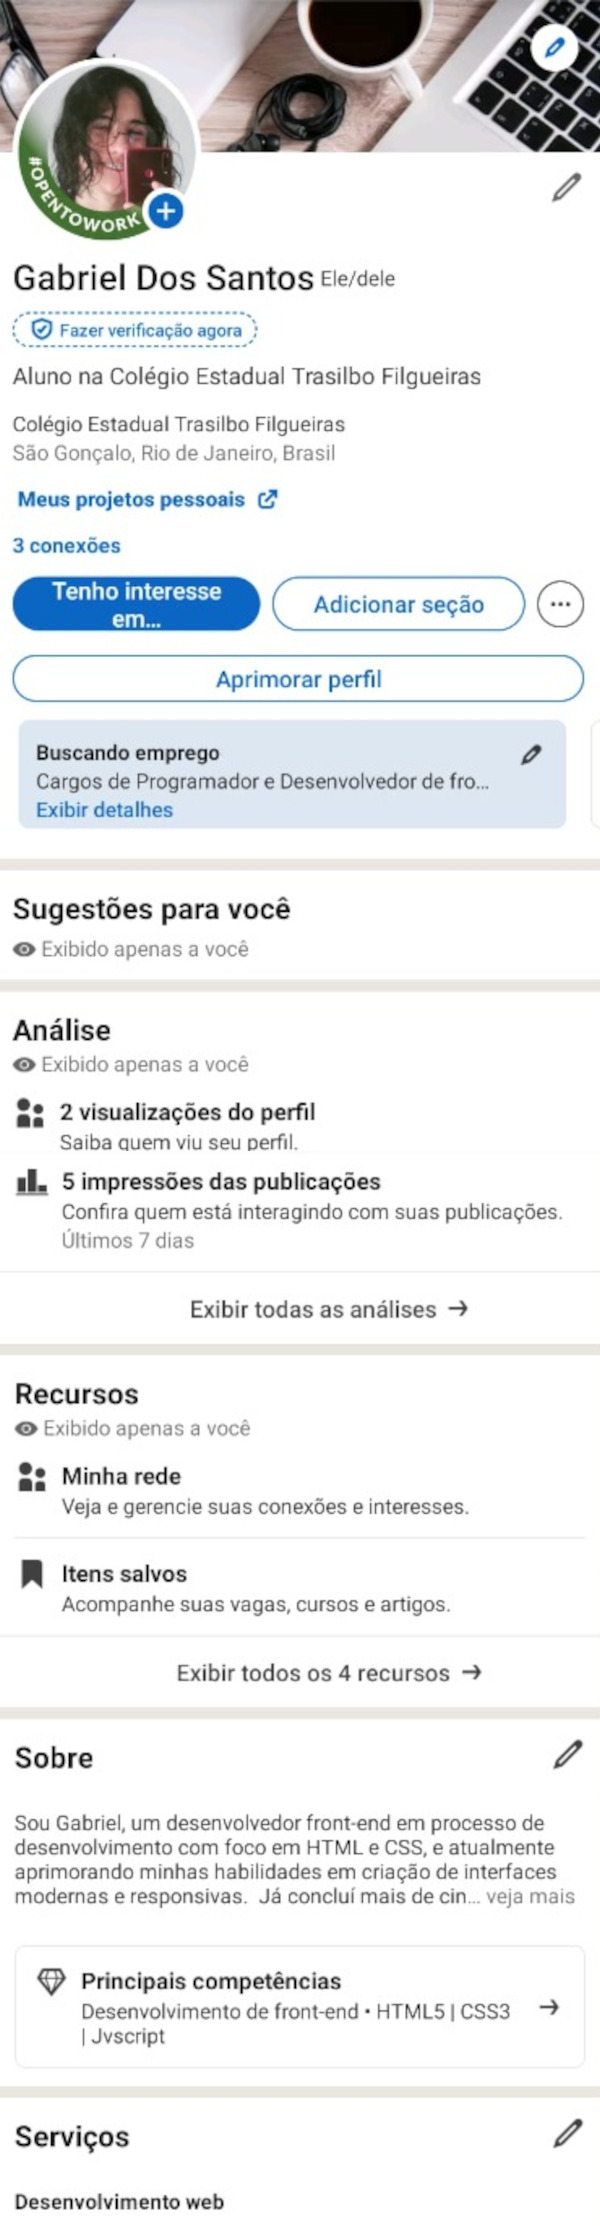 #OPENTOWORK
Gabriel Dos Santos Ele/dele
Fazer verificação agora
Aluno na Colégio Estadual Trasilbo Filgueiras
Colégio Estadual Trasilbo Filgueiras
São Gonçalo, Rio de Janeiro, Brasil
Meus projetos pessoais
3 conexões
Tenho interesse
em...
Adicionar seção
Aprimorar perfil
Buscando emprego
Cargos de Programador e Desenvolvedor de fro...
Exibir detalhes
Sugestões para você
Exibido apenas a você
Análise
Exibido apenas a você
2 visualizações do perfil
Saiba quem viu seu perfil.
5 impressões das publicações
Confira quem está interagindo com suas publicações.
Últimos 7 dias
Exibir todas as análises →
Recursos
Exibido apenas a você
Minha rede
Veja e gerencie suas conexões e interesses.
Itens salvos
Acompanhe suas vagas, cursos e artigos.
Exibir todos os 4 recursos →
Sobre
Sou Gabriel, um desenvolvedor front-end em processo de
desenvolvimento com foco em HTML e CSS, e atualmente
aprimorando minhas habilidades em criação de interfaces
modernas e responsivas. Já concluí mais de cin... veja mais
Principais competências
Desenvolvimento de front-end • HTML5 | CSS3
| Jvscript
Serviços
Desenvolvimento web